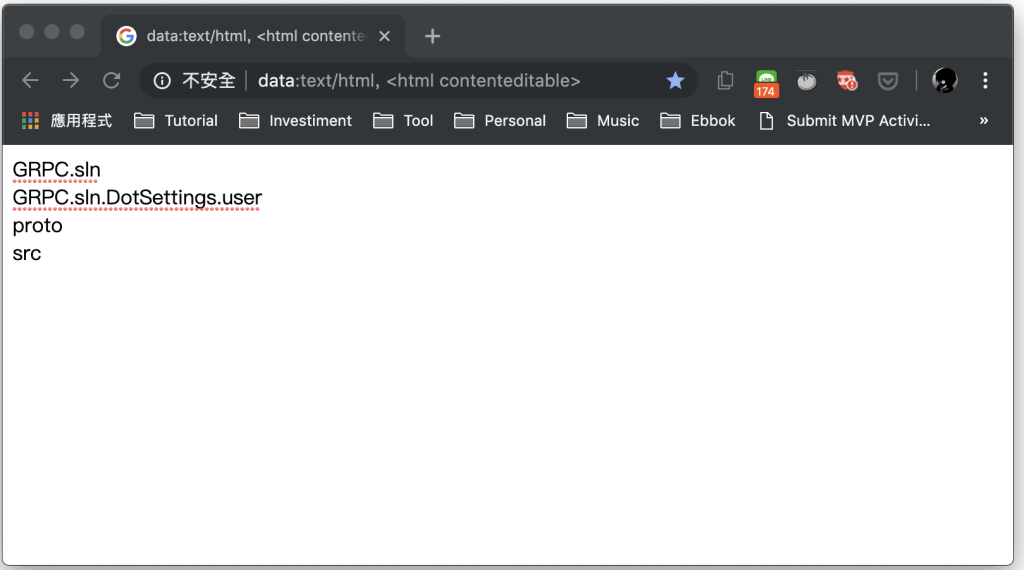 data:text/html, <html contente
不安全 data:text/html, <html contenteditable>
174
應用程式 Tutorial Investiment Tool Personal Music Ebbok Submit MVP Activi... »
GRPC.sln
GRPC.sln.DotSettings.user
proto
src